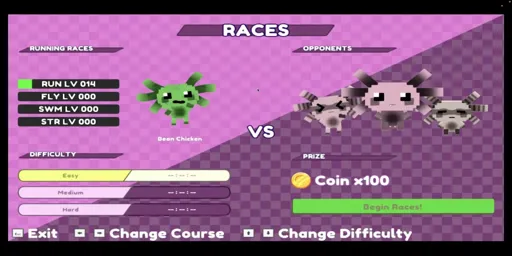 RACES
RUNNING RACES
OPPONENTS
RUN LV 014
FLY LV 000
SWM LV 000
STR LV 000
Been Chicken
VS
DIFFICULTY
PRIZE
Easy
--:--:--
Coin x100
Medium
--:--:--
Begin Races!
Hard
--:--:--
Exit
Change Course
Change Difficulty